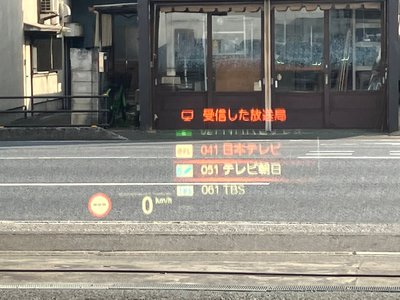 受信した放送局
041 日本テレビ
051 テレビ朝日
061 TBS
0 km/h